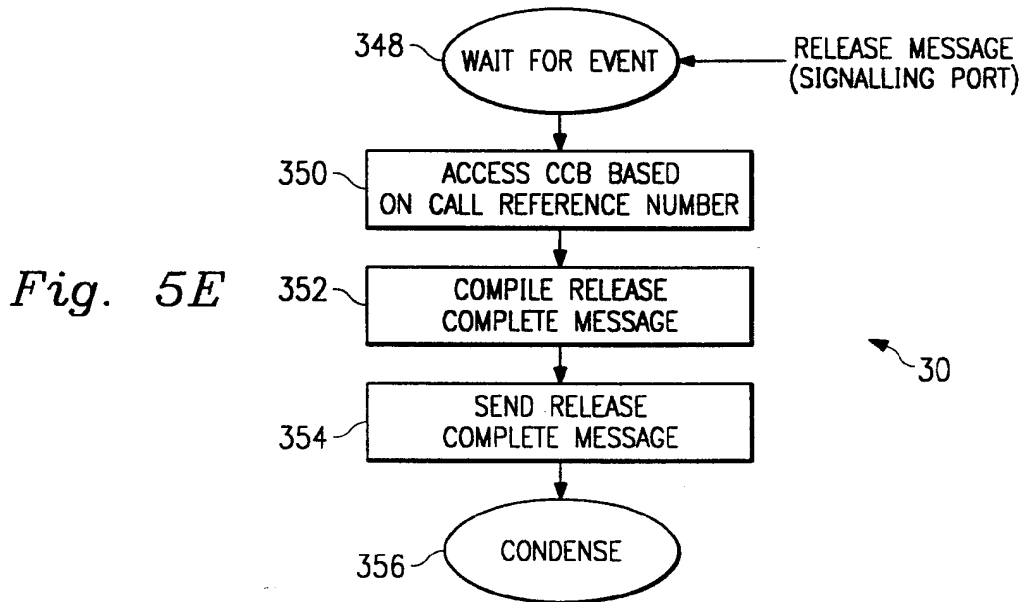 348
WAIT FOR EVENT
RELEASE MESSAGE
(SIGNALLING PORT)
350
ACCESS CCB BASED
ON CALL REFERENCE NUMBER
Fig. 5E
352
COMPILE RELEASE
COMPLETE MESSAGE
30
354
SEND RELEASE
COMPLETE MESSAGE
356
CONDENSE